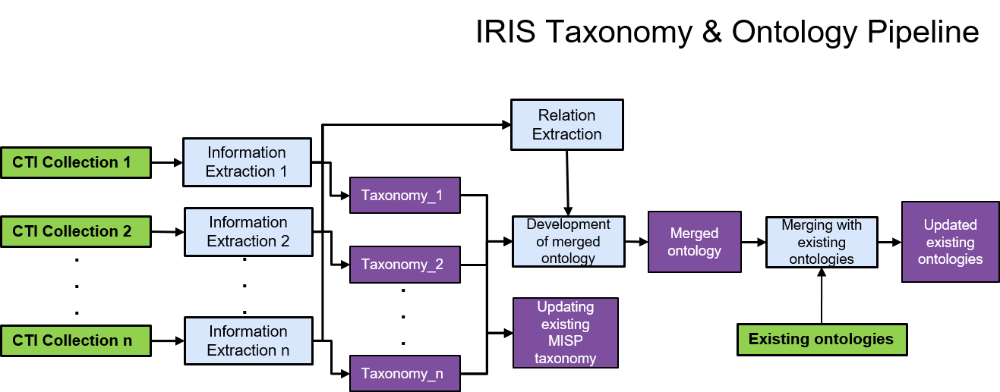 IRIS Taxonomy & Ontology Pipeline
Relation
Extraction
CTI Collection 1
Information
Extraction 1
Taxonomy_1
CTI Collection 2
Information
Extraction 2
Taxonomy_2
Development
of merged
ontology
Merged
ontology
Merging with
existing
ontologies
Updated
existing
ontologies
Updating
existing
MISP
taxonomy
CTI Collection n
Information
Extraction n
Taxonomy_n
Existing ontologies